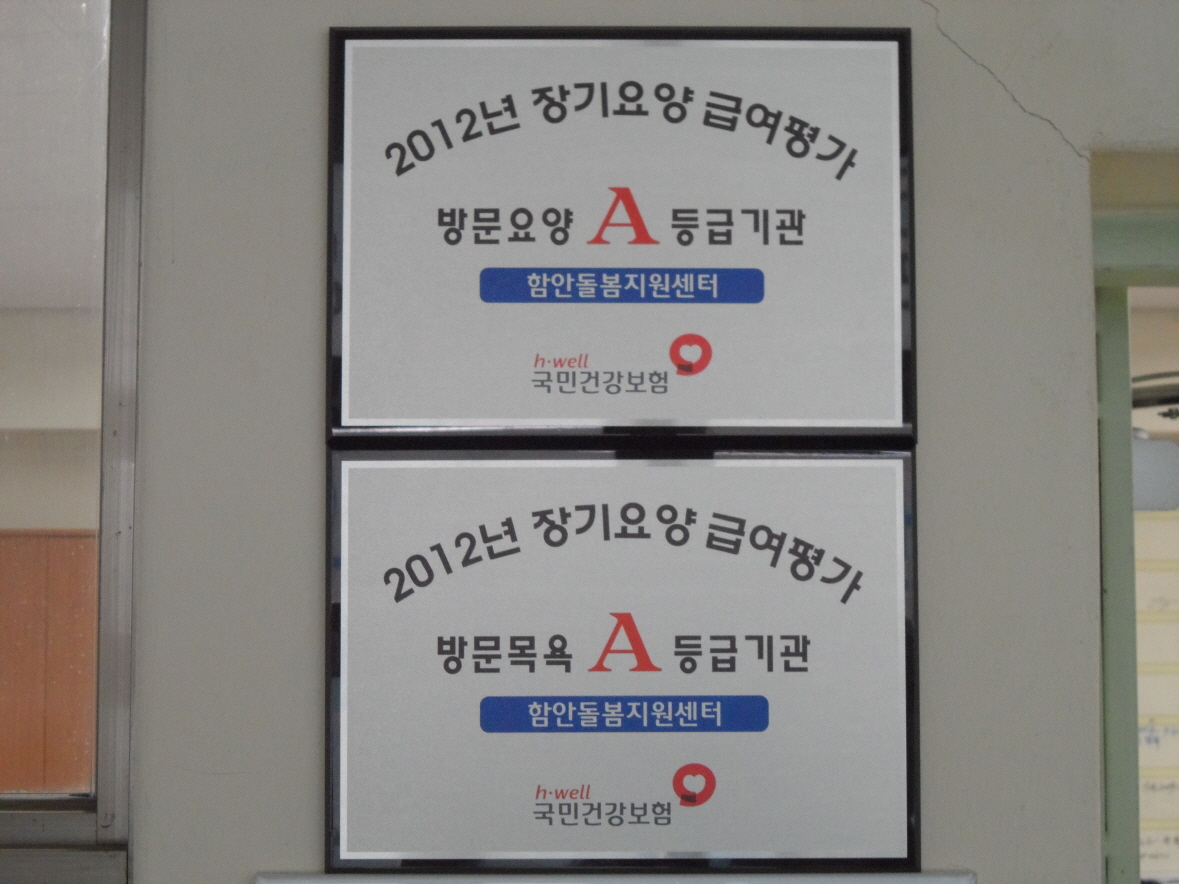 2012년 장기요양 급여평가
방문요양 A 등급기관
함안돌봄지원센터
h·well
국민건강보험
2012년 장기요양 급여평가
방문목욕 A 등급기관
함안돌봄지원센터
h·well
국민건강보험